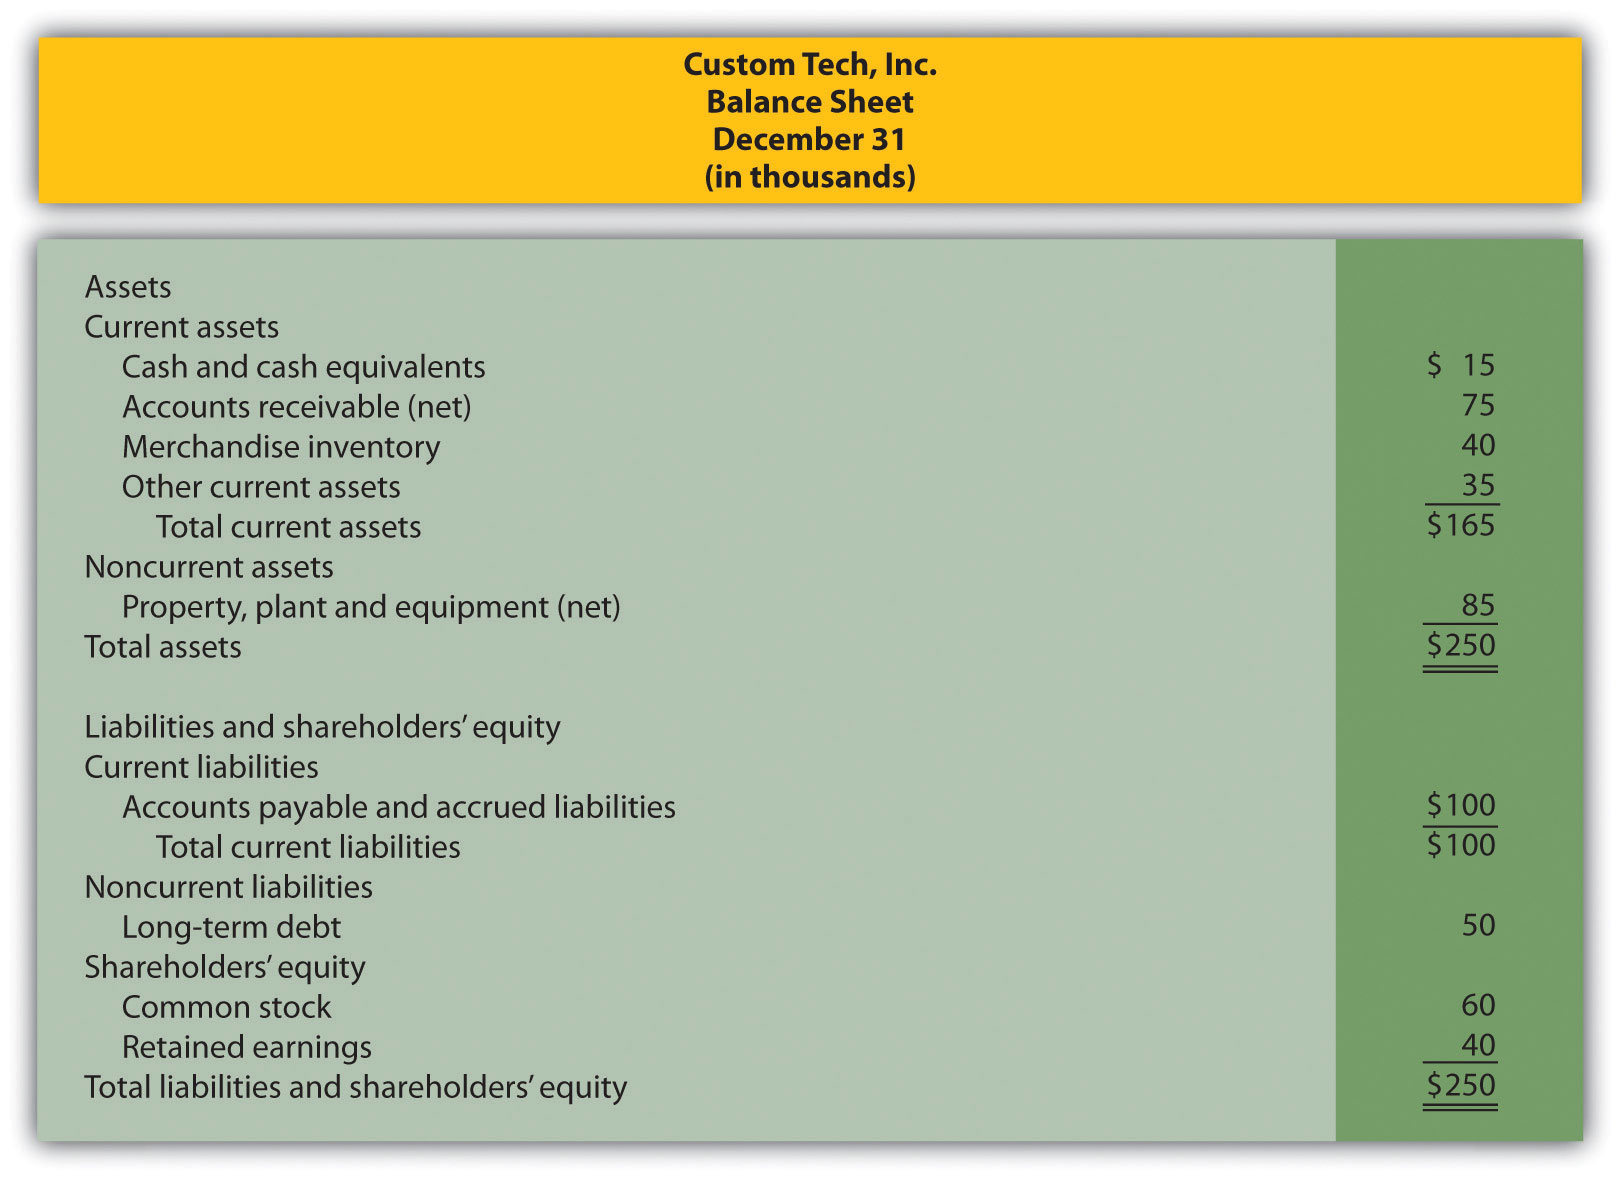 Custom Tech, Inc.
Balance Sheet
December 31
(in thousands)
Assets
Current assets
Cash and cash equivalents $ 15
Accounts receivable (net) 75
Merchandise inventory 40
Other current assets 35
Total current assets $165
Noncurrent assets
Property, plant and equipment (net) 85
Total assets $250
Liabilities and shareholders’ equity
Current liabilities
Accounts payable and accrued liabilities $100
Total current liabilities $100
Noncurrent liabilities
Long-term debt 50
Shareholders’ equity
Common stock 60
Retained earnings 40
Total liabilities and shareholders’ equity $250